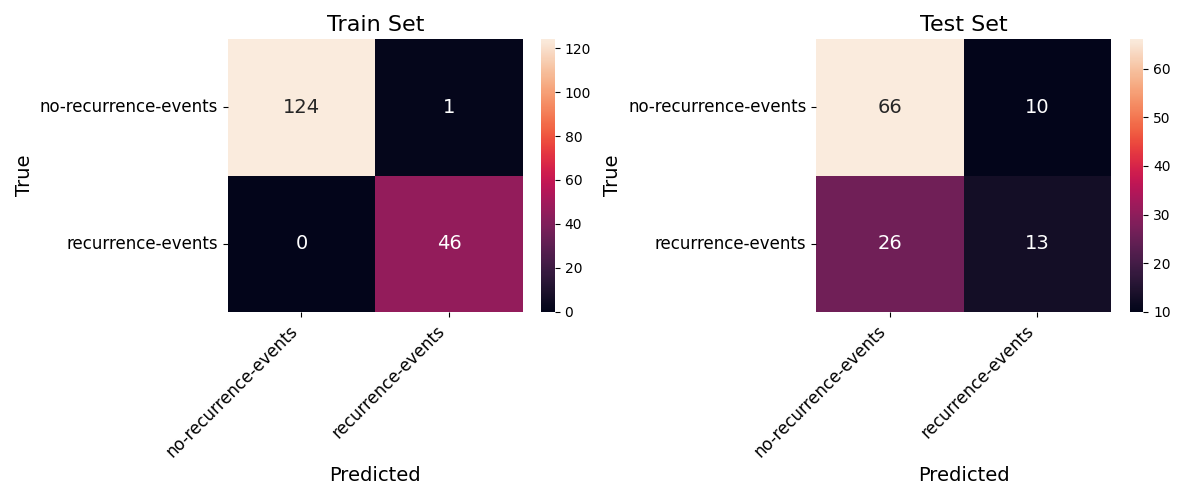 Train Set
True
no-recurrence-events
recurrence-events
124
1
0
46
120
100
80
60
40
20
0
no-recurrence-events
recurrence-events
Predicted
Test Set
True
no-recurrence-events
recurrence-events
66
10
26
13
60
50
40
30
20
10
no-recurrence-events
recurrence-events
Predicted